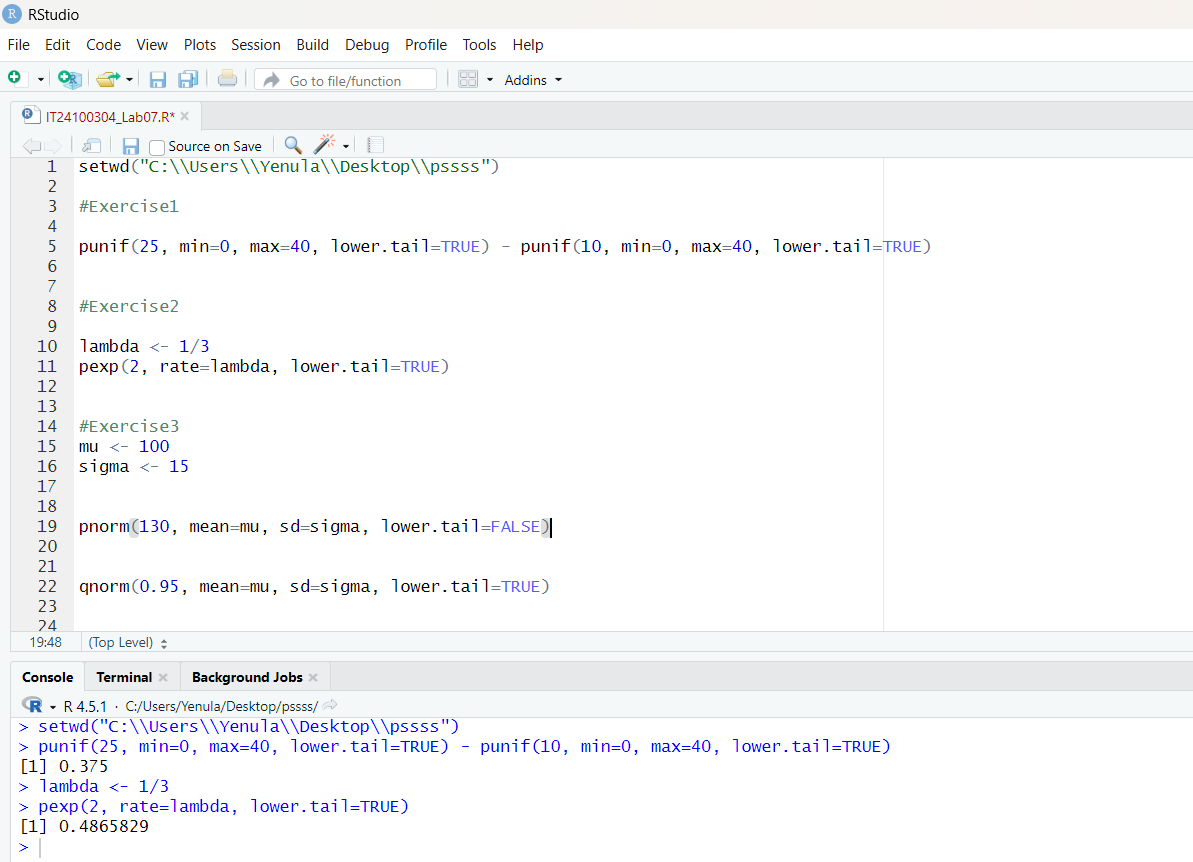 RStudio
File Edit Code View Plots Session Build Debug Profile Tools Help
Go to file/function Addins
IT24100304_Lab07.R*
Source on Save
1 setwd("C:\\Users\\Yenula\\Desktop\\pssss")
2
3 #Exercise1
4
5 punif(25, min=0, max=40, lower.tail=TRUE) - punif(10, min=0, max=40, lower.tail=TRUE)
6
7
8 #Exercise2
9
10 lambda <- 1/3
11 pexp(2, rate=lambda, lower.tail=TRUE)
12
13
14 #Exercise3
15 mu <- 100
16 sigma <- 15
17
18
19 pnorm(130, mean=mu, sd=sigma, lower.tail=FALSE)
20
21
22 qnorm(0.95, mean=mu, sd=sigma, lower.tail=TRUE)
23
24
19:48 (Top Level)
Console Terminal Background Jobs
R R 4.5.1 · C:/Users/Yenula/Desktop/pssss/
> setwd("C:\\Users\\Yenula\\Desktop\\pssss")
> punif(25, min=0, max=40, lower.tail=TRUE) - punif(10, min=0, max=40, lower.tail=TRUE)
[1] 0.375
> lambda <- 1/3
> pexp(2, rate=lambda, lower.tail=TRUE)
[1] 0.4865829
>